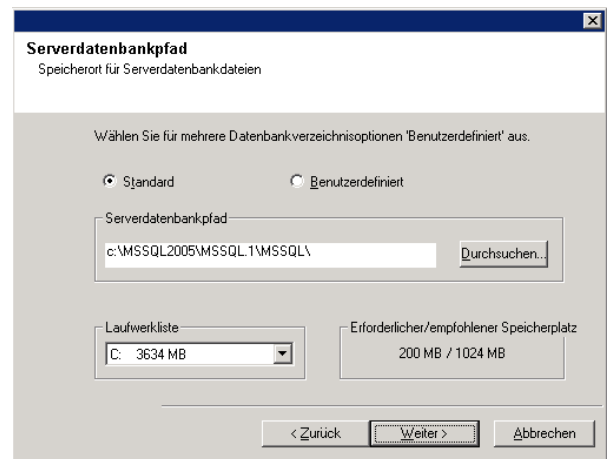 Serverdatenbankpfad
Speicherort für Serverdatenbankdateien
Wählen Sie für mehrere Datenbankverzeichnisoptionen 'Benutzerdefiniert' aus.
Standard
Benutzerdefiniert
Serverdatenbankpfad
c:\MSSQL2005\MSSQL.1\MSSQL\
Durchsuchen...
Laufwerkliste
Erforderlicher/empfohlener Speicherplatz
C: 3634 MB
200 MB / 1024 MB
< Zurück
Weiter >
Abbrechen